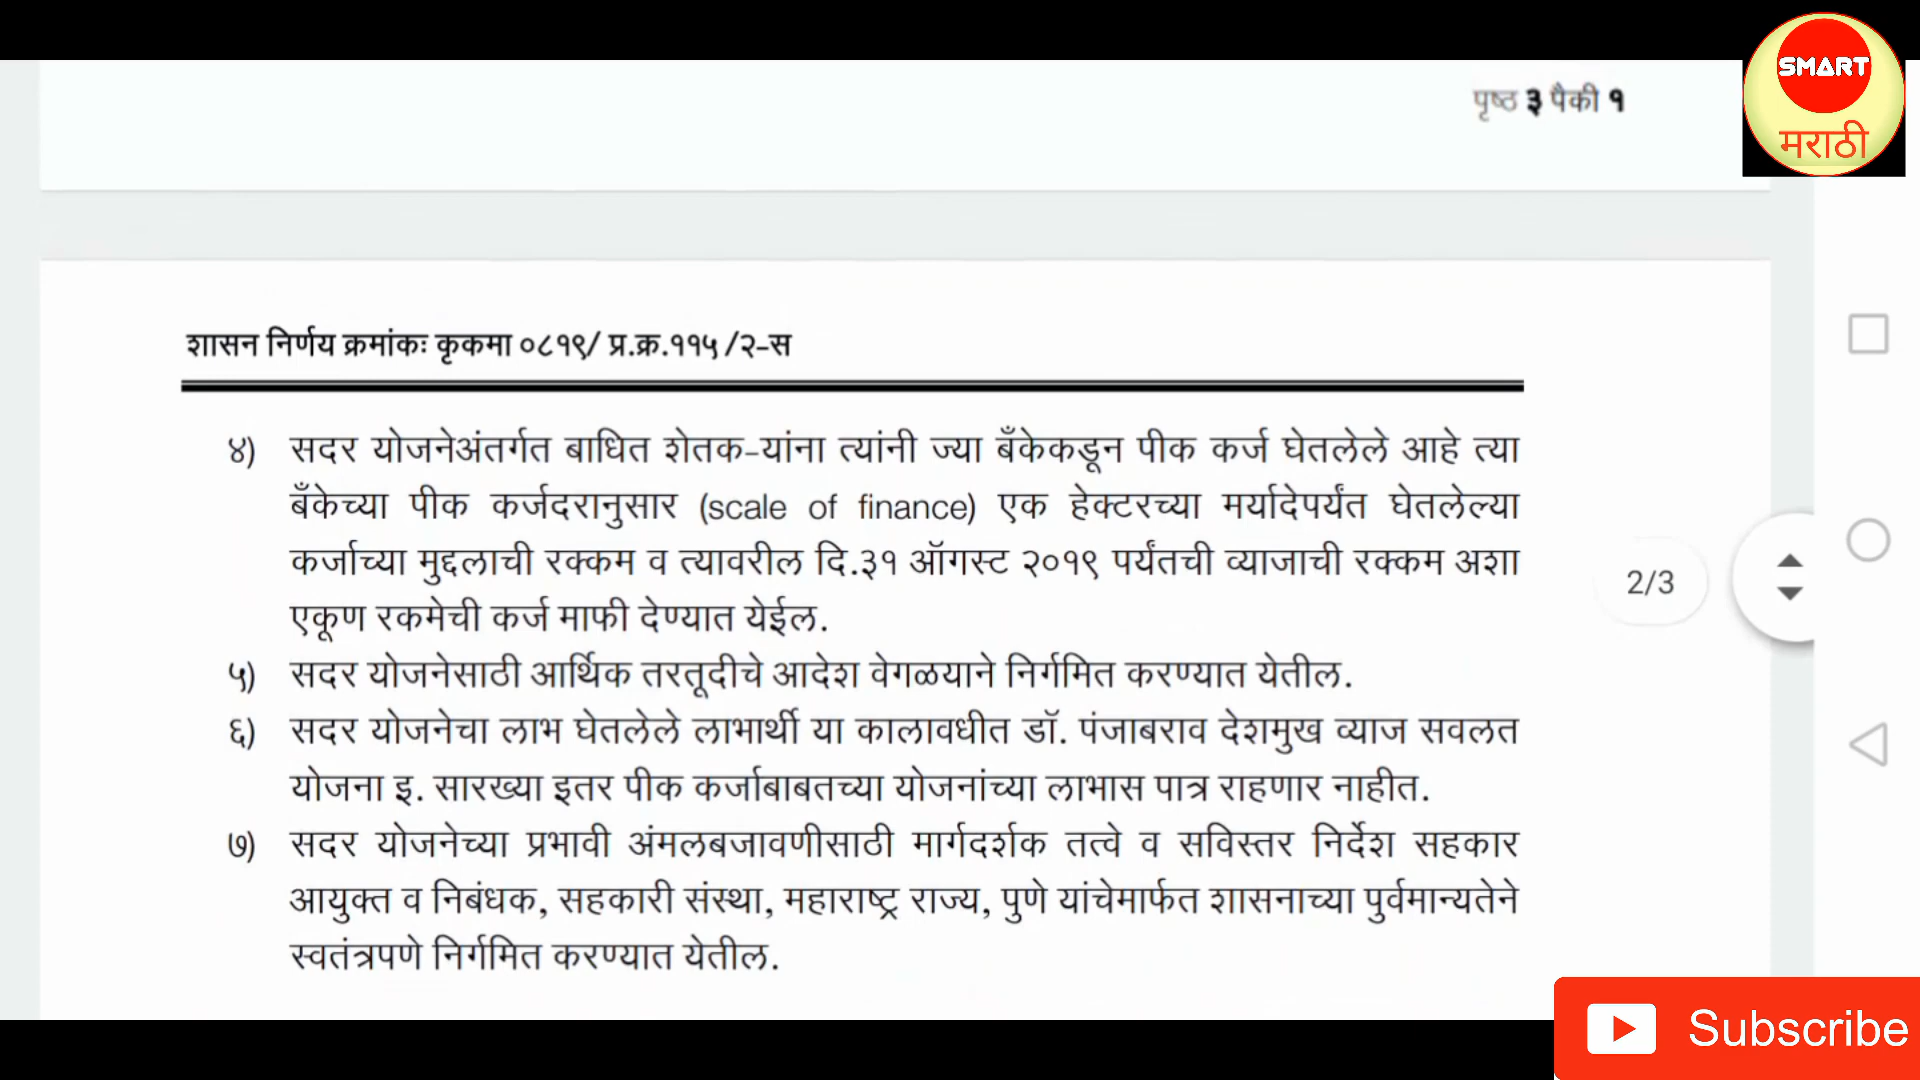 SMART
मराठी
पृष्ठ ३ पैकी १
शासन निर्णय क्रमांकः कृकमा ०८१९/ प्र.क्र.११५ /२-स
४) सदर योजनेअंतर्गत बाधित शेतक-यांना त्यांनी ज्या बँकेकडून पीक कर्ज घेतलेले आहे त्या
बँकेच्या पीक कर्जदरानुसार (scale of finance) एक हेक्टरच्या मर्यादेपर्यंत घेतलेल्या
कर्जाच्या मुद्दलाची रक्कम व त्यावरील दि.३१ ऑगस्ट २०१९ पर्यंतची व्याजाची रक्कम अशा
एकूण रकमेची कर्ज माफी देण्यात येईल.
2/3
५) सदर योजनेसाठी आर्थिक तरतूदीचे आदेश वेगळयाने निर्गमित करण्यात येतील.
६) सदर योजनेचा लाभ घेतलेले लाभार्थी या कालावधीत डॉ. पंजाबराव देशमुख व्याज सवलत
योजना इ. सारख्या इतर पीक कर्जाबाबतच्या योजनांच्या लाभास पात्र राहणार नाहीत.
७) सदर योजनेच्या प्रभावी अंमलबजावणीसाठी मार्गदर्शक तत्वे व सविस्तर निर्देश सहकार
आयुक्त व निबंधक, सहकारी संस्था, महाराष्ट्र राज्य, पुणे यांचेमार्फत शासनाच्या पुर्वमान्यतेने
स्वतंत्रपणे निर्गमित करण्यात येतील.
Subscribe